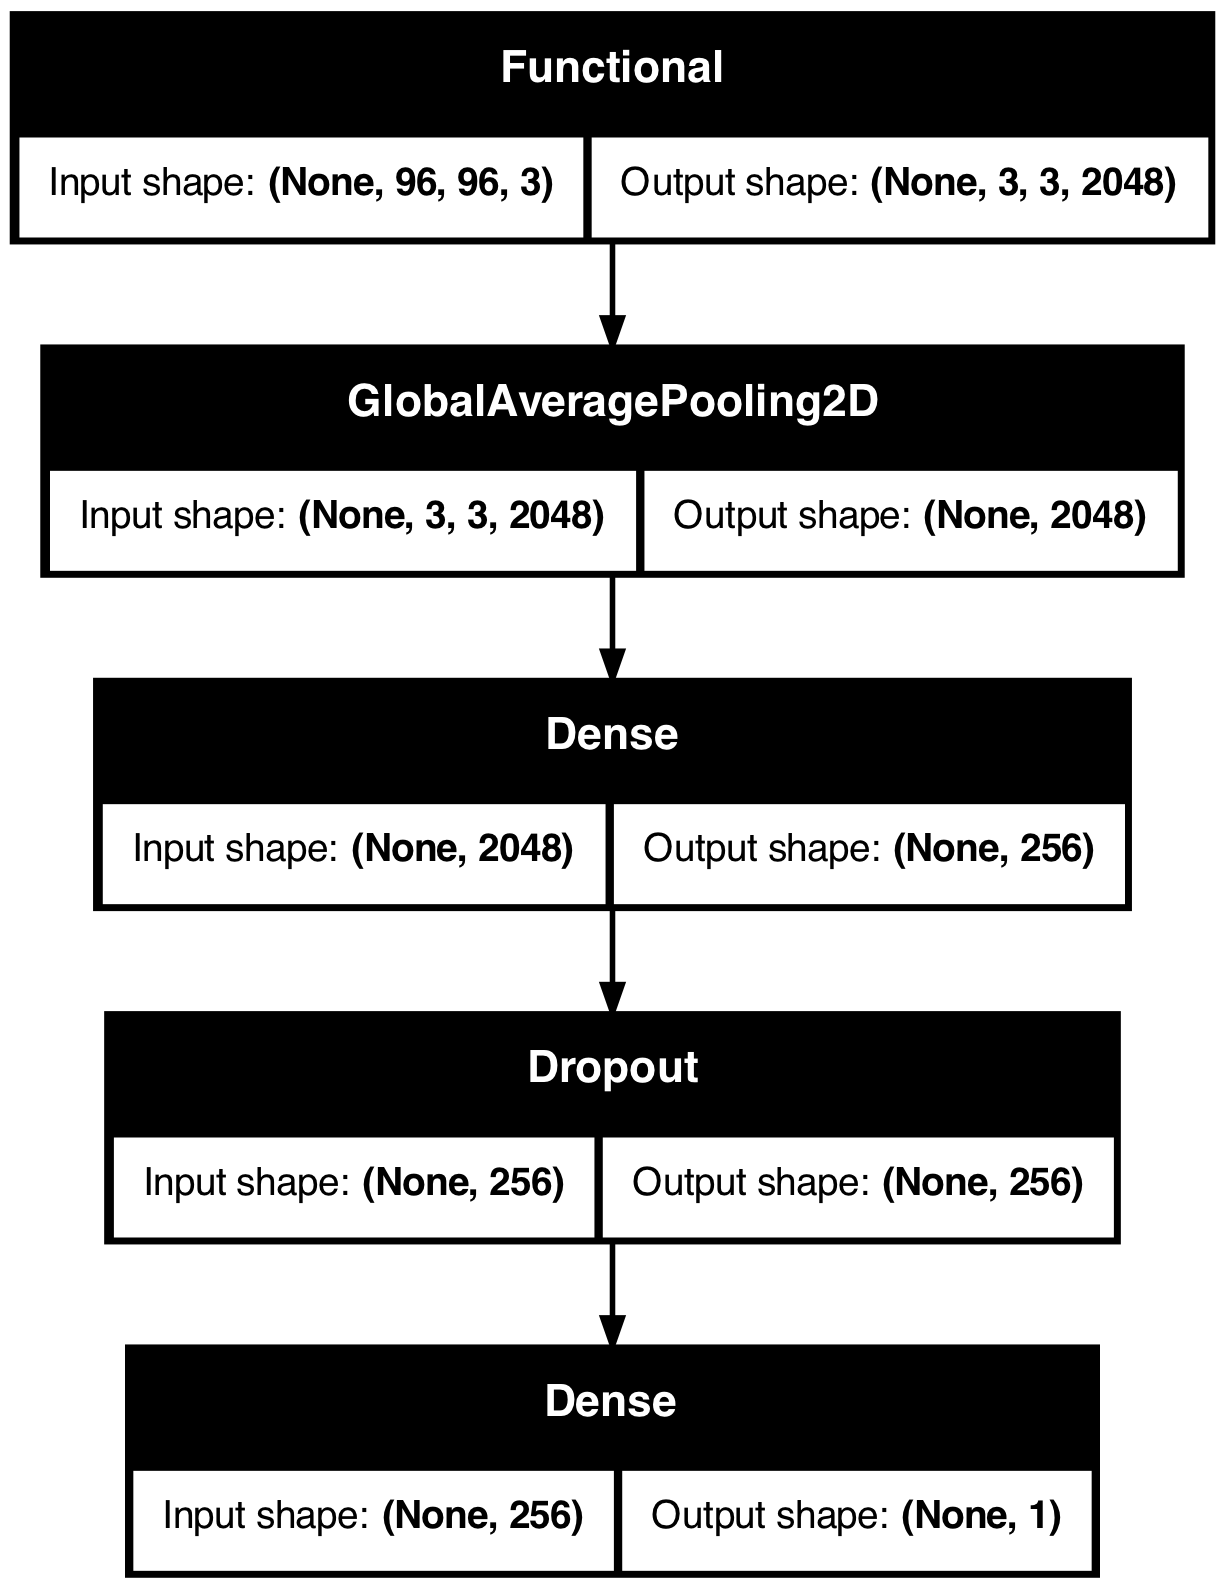 Functional
Input shape: (None, 96, 96, 3) Output shape: (None, 3, 3, 2048)
GlobalAveragePooling2D
Input shape: (None, 3, 3, 2048) Output shape: (None, 2048)
Dense
Input shape: (None, 2048) Output shape: (None, 256)
Dropout
Input shape: (None, 256) Output shape: (None, 256)
Dense
Input shape: (None, 256) Output shape: (None, 1)